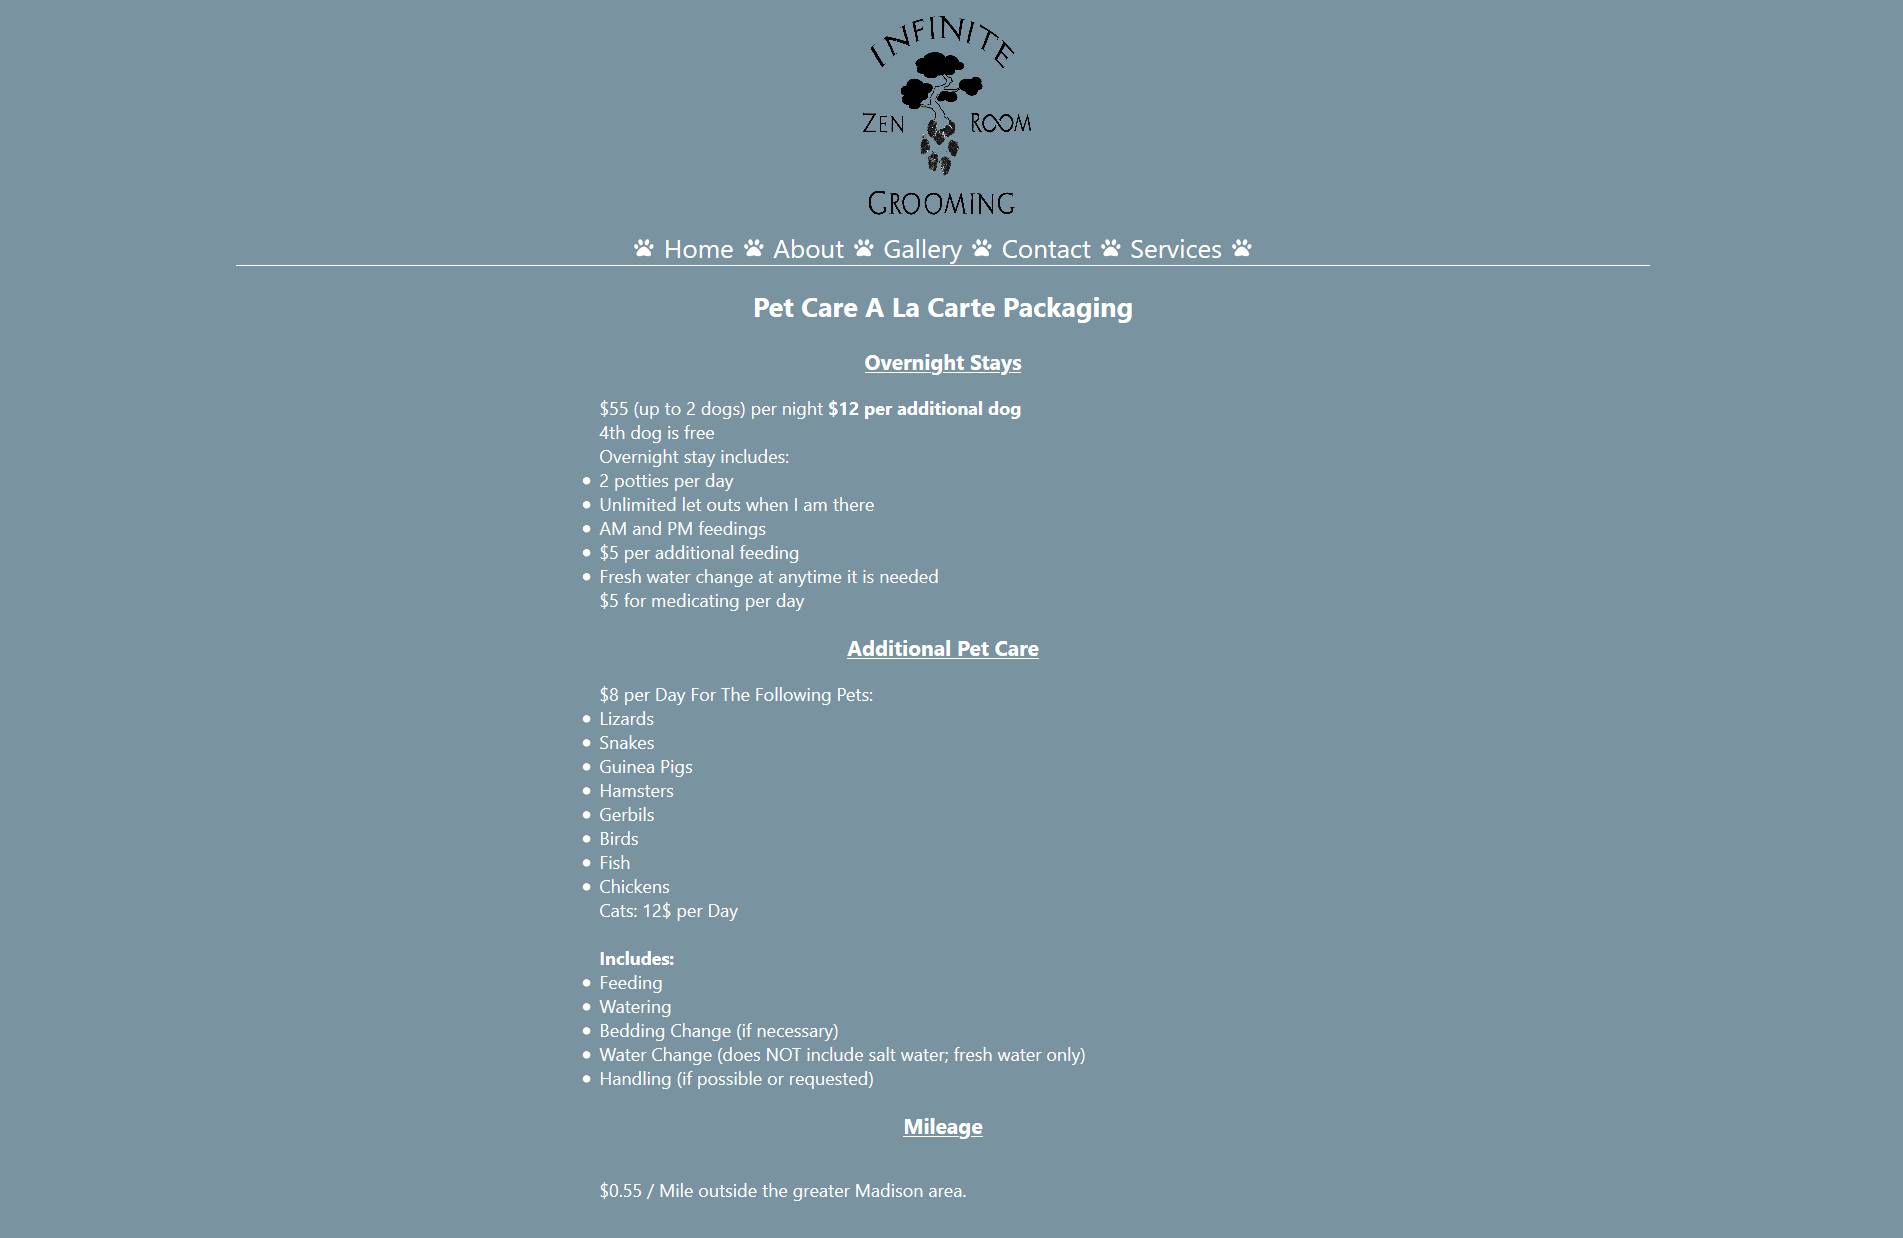 INFINITE
ZEN ROOM
GROOMING
Home About Gallery Contact Services
Pet Care A La Carte Packaging
Overnight Stays
$55 (up to 2 dogs) per night $12 per additional dog
4th dog is free
Overnight stay includes:
• 2 potties per day
• Unlimited let outs when I am there
• AM and PM feedings
• $5 per additional feeding
• Fresh water change at anytime it is needed
$5 for medicating per day
Additional Pet Care
$8 per Day For The Following Pets:
• Lizards
• Snakes
• Guinea Pigs
• Hamsters
• Gerbils
• Birds
• Fish
• Chickens
Cats: 12$ per Day
Includes:
• Feeding
• Watering
• Bedding Change (if necessary)
• Water Change (does NOT include salt water; fresh water only)
• Handling (if possible or requested)
Mileage
$0.55 / Mile outside the greater Madison area.